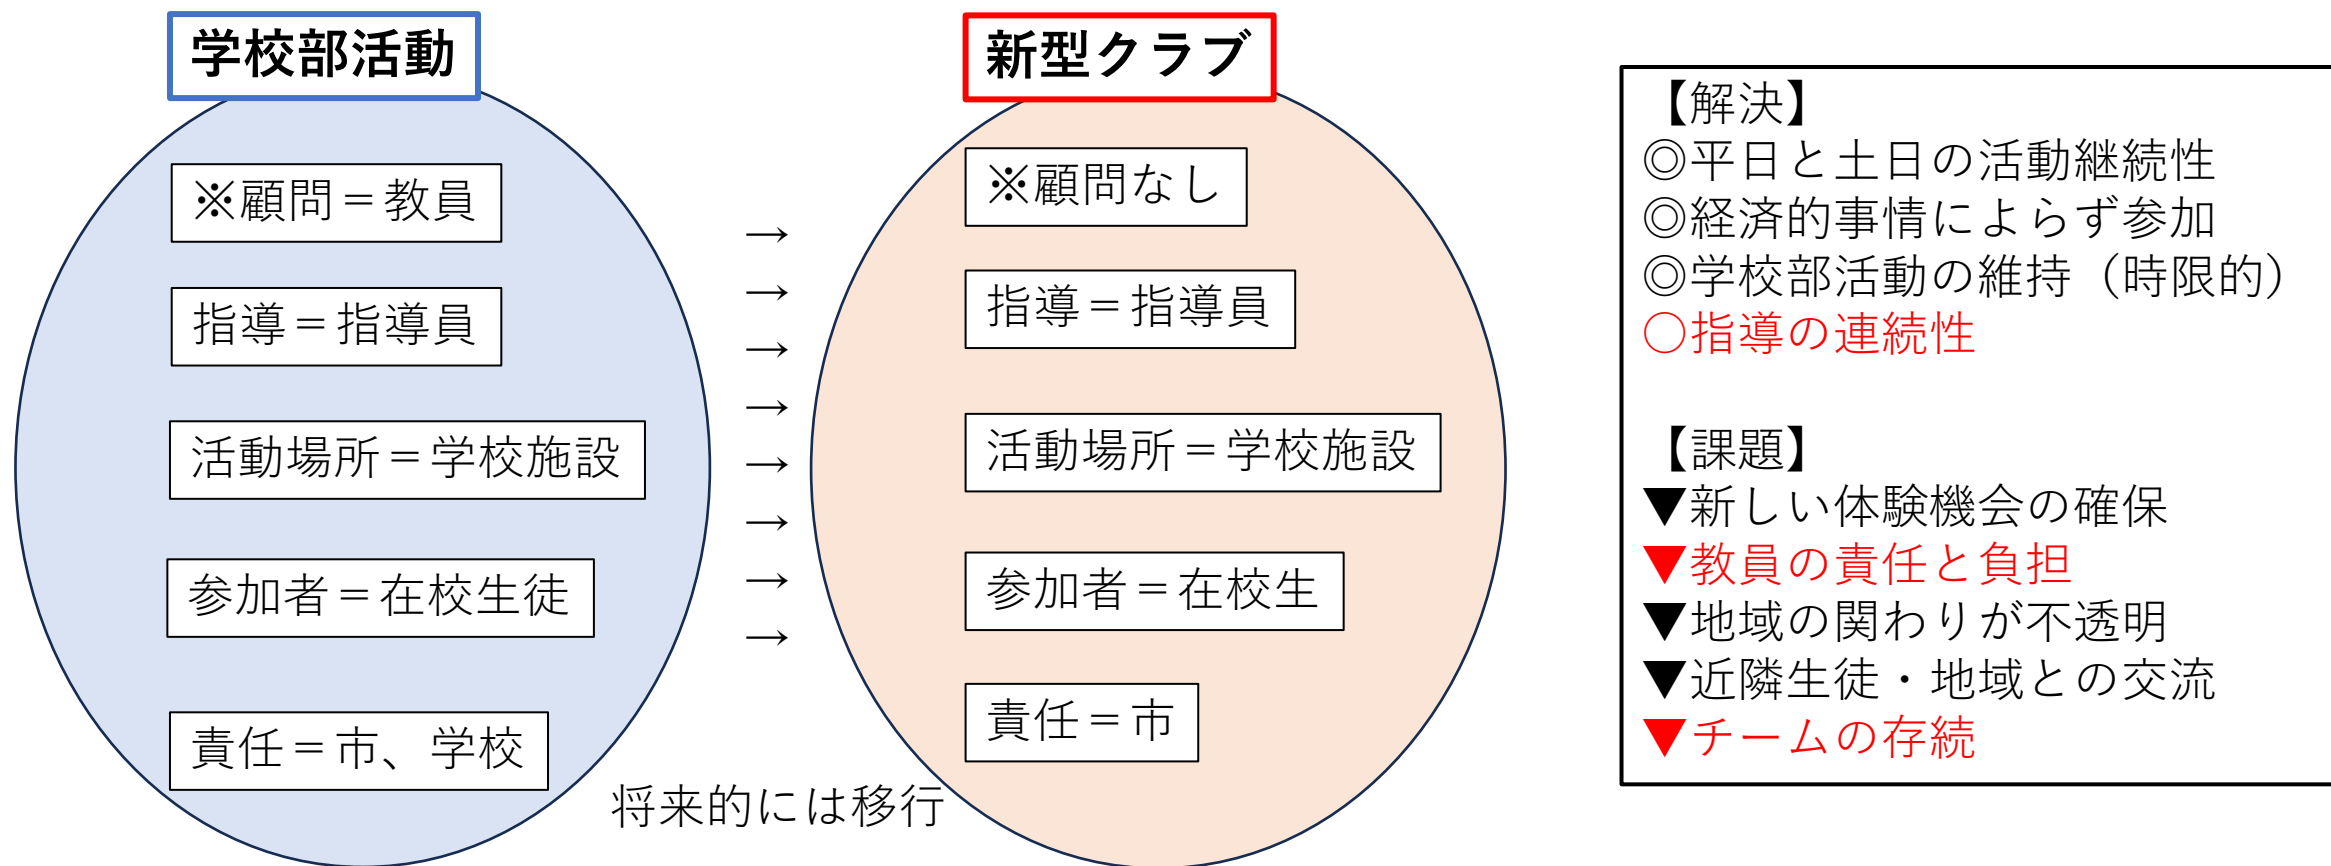 学校部活動
※顧問＝教員
指導＝指導員
活動場所＝学校施設
参加者＝在校生徒
責任＝市、学校
→
→
→
→
→
→
→
→
将来的には移行
新型クラブ
※顧問なし
指導＝指導員
活動場所＝学校施設
参加者＝在校生
責任＝市
【解決】
◎平日と土日の活動継続性
◎経済的事情によらず参加
◎学校部活動の維持（時限的）
○指導の連続性
【課題】
▼新しい体験機会の確保
▼教員の責任と負担
▼地域の関わりが不透明
▼近隣生徒・地域との交流
▼チームの存続